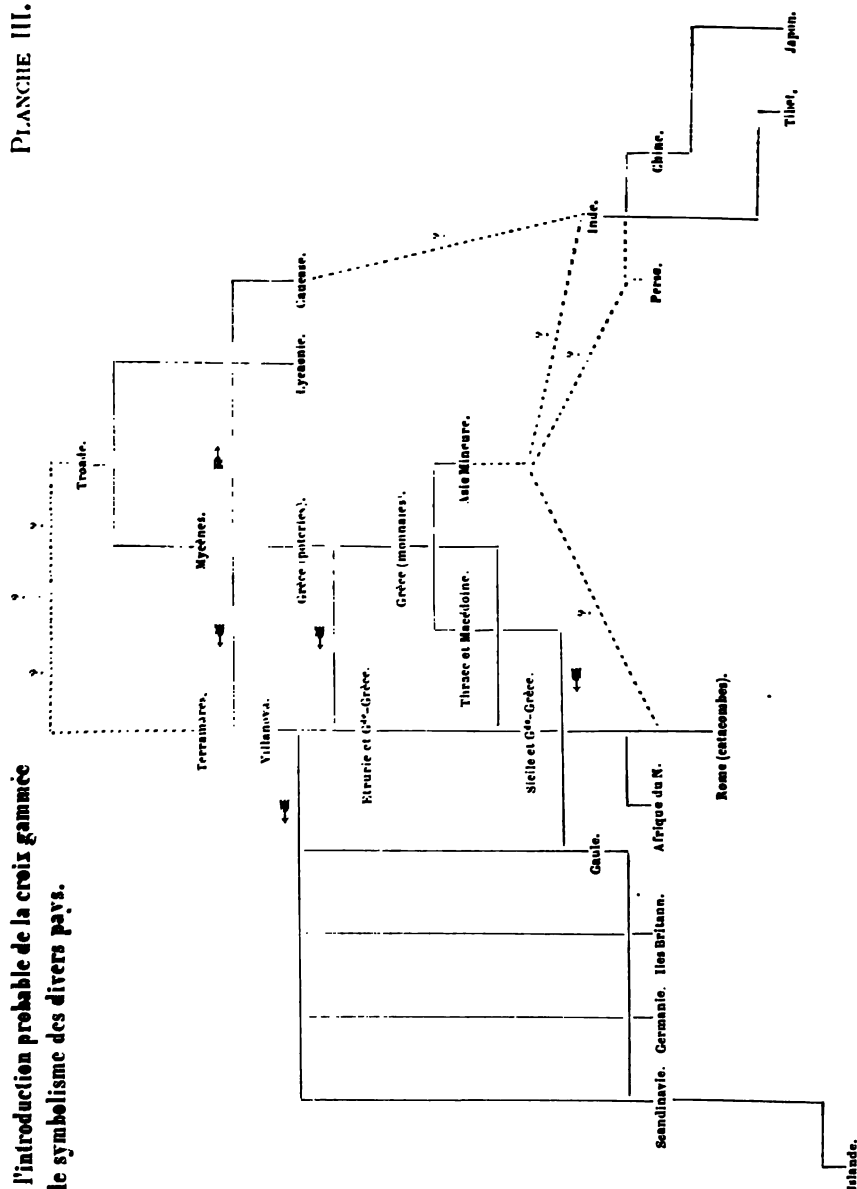 PLANCHE III.
l'introduction probable de la croix gammée
le symbolisme des divers pays.
?
?
?
Troade.
Terramares.
Mycènes.
Lycaonie.
Caucase.
Villanova.
Grèce (poteries).
?
Etrurie et Gde-Grèce.
Grèce (monnaies).
Thrace et Macédoine.
Asie Mineure.
Sicile et Gde-Grèce.
?
?
?
Inde.
Gaule.
Perse.
Chine.
Scandinavie.
Germanie.
Iles Britann.
Afrique du N.
Rome (catacombes).
Tibet.
Japon.
Islande.